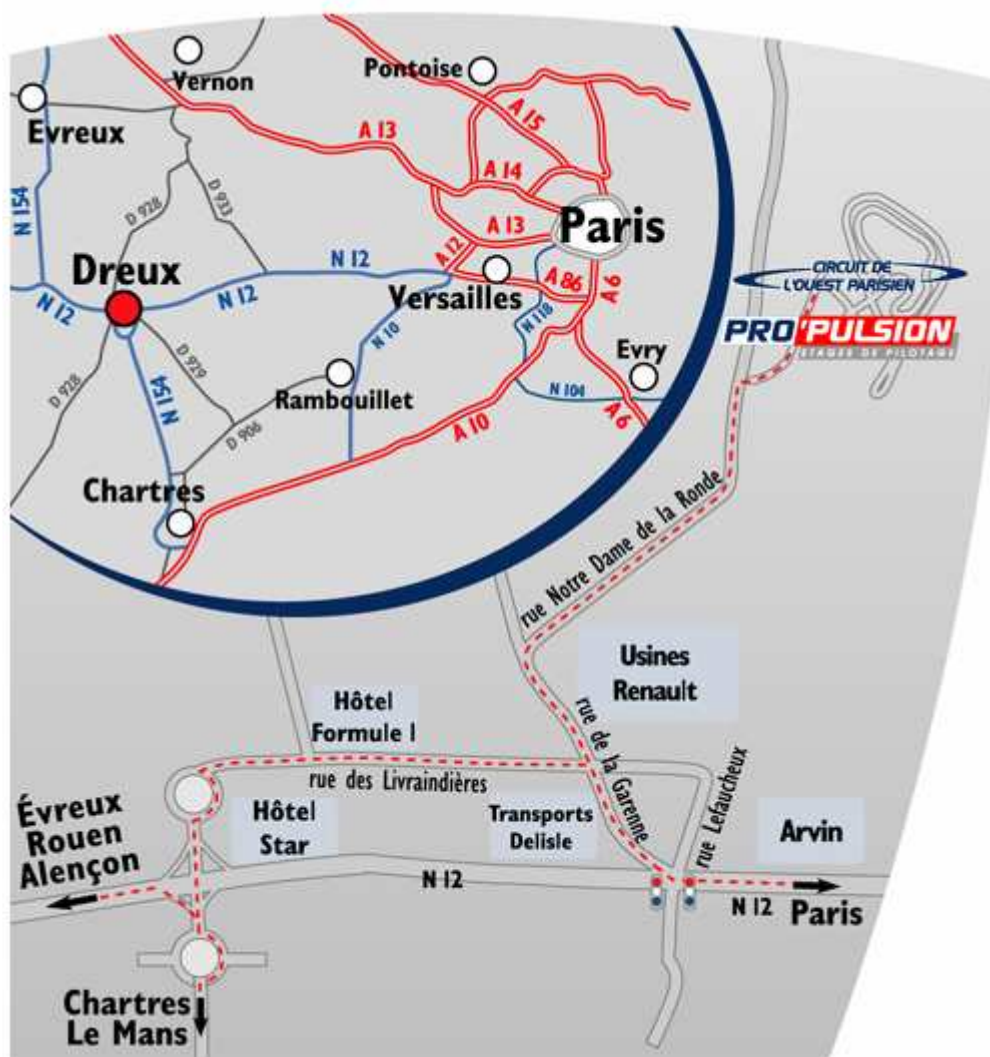 Vernon
Pontoise
Evreux
A 13
A 15
A 14
N 154
D 928
D 933
A 13
Paris
Dreux
N 12
A 12
N 12
N 12
Versailles
A 86
A 6
N 118
N 10
Evry
D 928
D 929
N 154
Rambouillet
N 104
A 6
D 906
A 10
Chartres
CIRCUIT DE
L'OUEST PARISIEN
PRO'PULSION
STAGES DE PILOTAGE
rue Notre Dame de la Ronde
Usines
Renault
Hôtel
Formule 1
rue de la Garenne
rue des Livraindières
rue Lefaucheux
Évreux
Rouen
Alençon
Hôtel
Star
Transports
Delisle
Arvin
N 12
N 12
Paris
Chartres
Le Mans